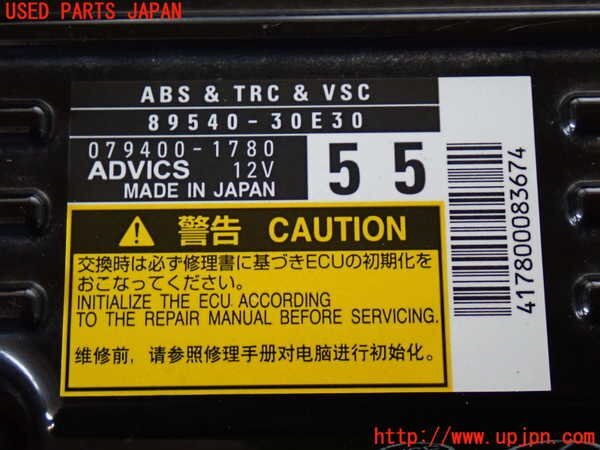 USED PARTS JAPAN
ABS & TRC & VSC
89540-30E30
079400-1780
ADVICS 12V
MADE IN JAPAN
55
417800083674
警告 CAUTION
交換時は必ず修理書に基づきECUの初期化を
おこなってください。
INITIALIZE THE ECU ACCORDING
TO THE REPAIR MANUAL BEFORE SERVICING.
维修前，请参照修理手册对电脑进行初始化。
http://www.upjpn.com/